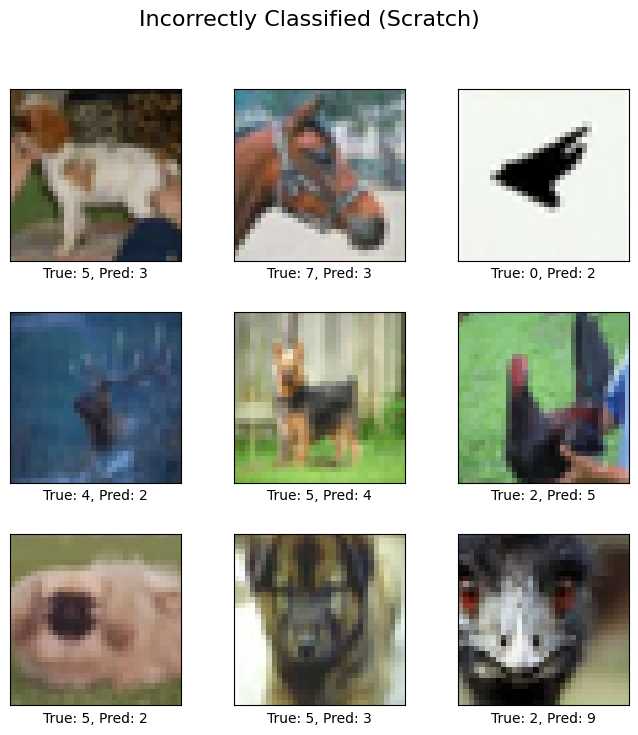 Incorrectly Classified (Scratch)
True: 5, Pred: 3
True: 7, Pred: 3
True: 0, Pred: 2
True: 4, Pred: 2
True: 5, Pred: 4
True: 2, Pred: 5
True: 5, Pred: 2
True: 5, Pred: 3
True: 2, Pred: 9